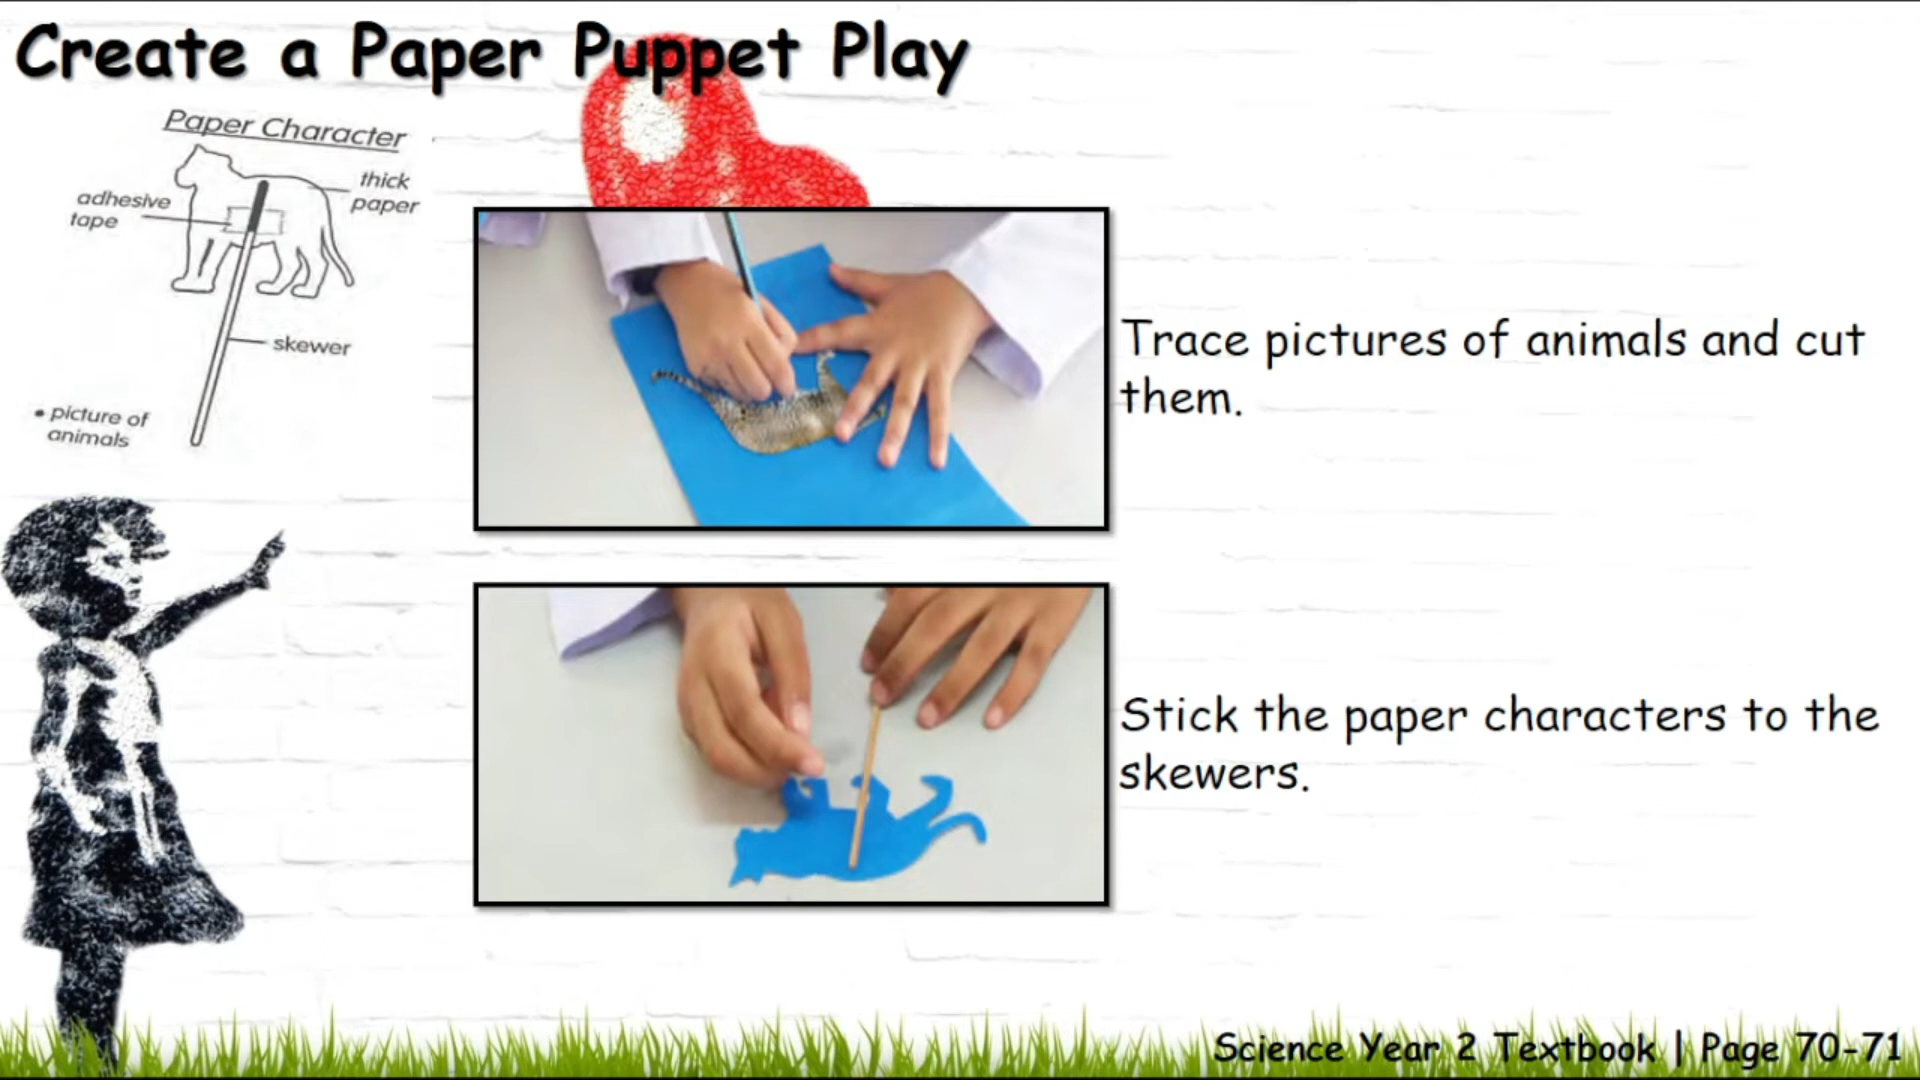 Create a Paper Puppet Play
Paper Character
thick
paper
adhesive
tape
skewer
• picture of
animals
Trace pictures of animals and cut
them.
Stick the paper characters to the
skewers.
Science Year 2 Textbook | Page 70-71